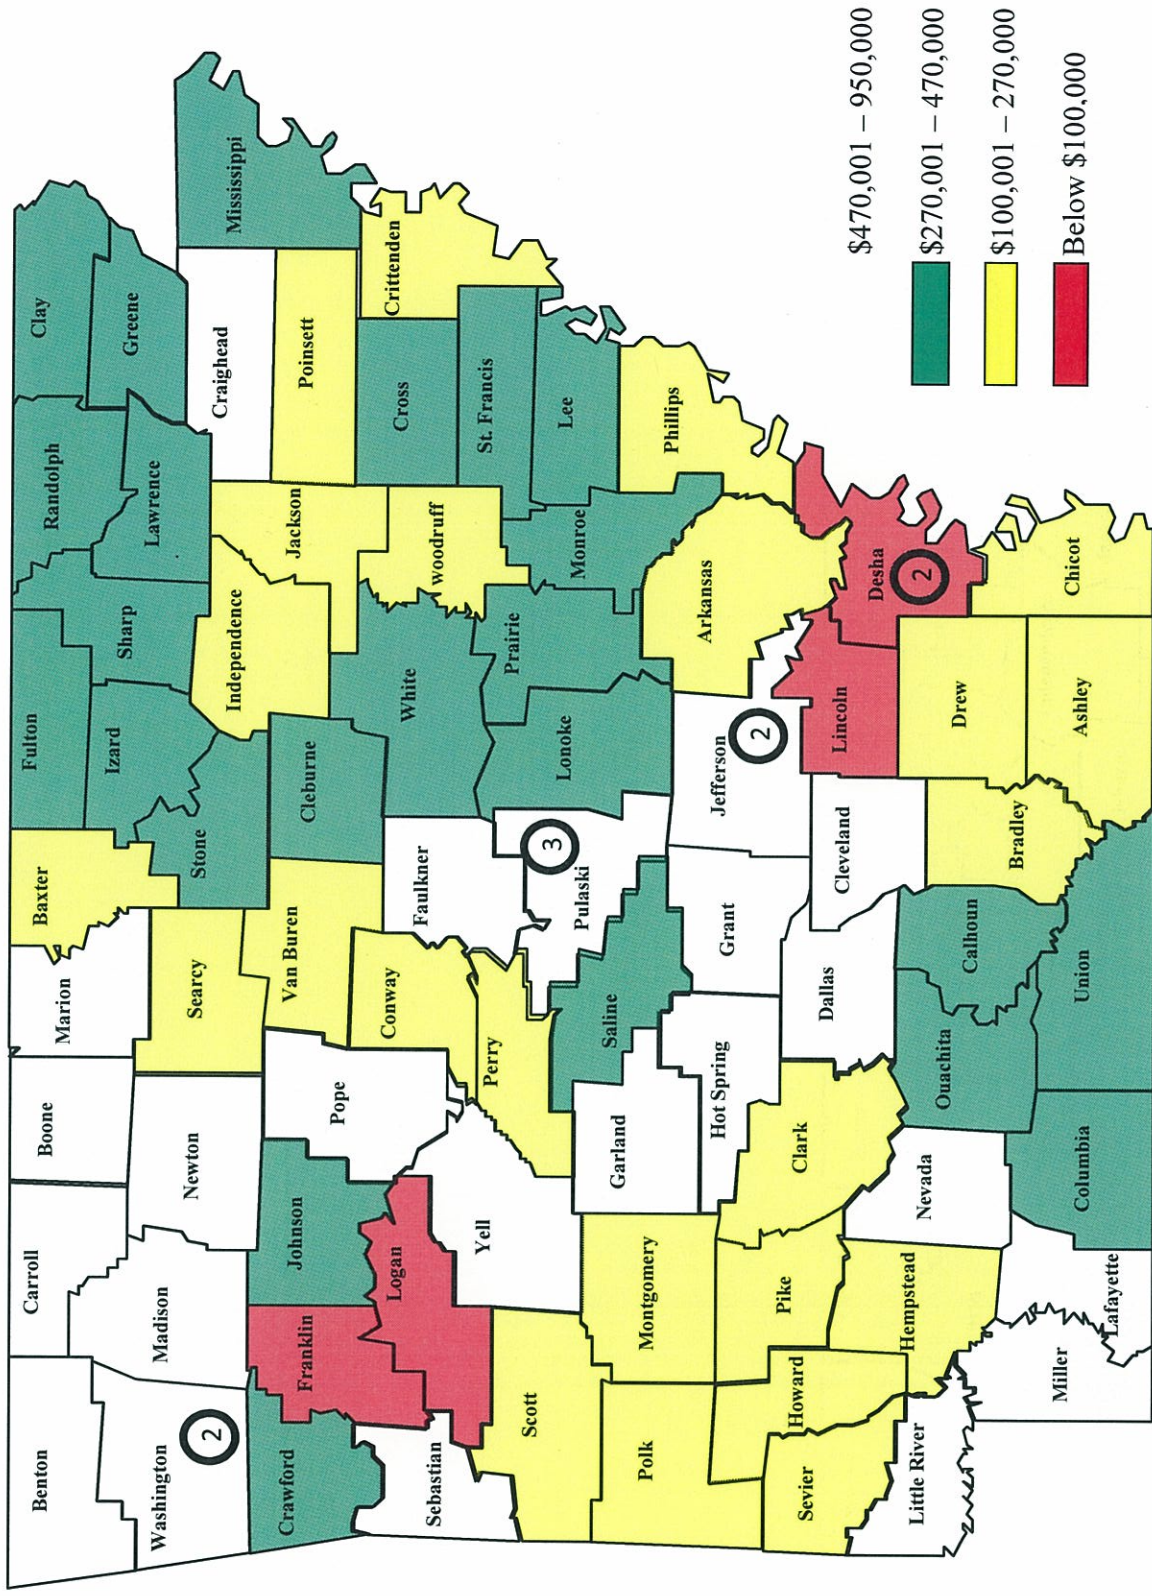 Benton
Carroll
Boone
Marion
Baxter
Fulton
Randolph
Clay
Washington
Madison
Newton
Searcy
Stone
Izard
Sharp
Lawrence
Greene
Mississippi
2
Crawford
Franklin
Johnson
Pope
Van Buren
Cleburne
Independence
Jackson
Craighead
Poinsett
Sebastian
Logan
Yell
Conway
Faulkner
White
Woodruff
Cross
Crittenden
Scott
Perry
Pulaski
3
Lonoke
Prairie
Monroe
St. Francis
Lee
Polk
Montgomery
Garland
Saline
Hot Spring
Grant
Jefferson
2
Arkansas
Phillips
Sevier
Howard
Pike
Clark
Dallas
Cleveland
Lincoln
Desha
2
Little River
Hempstead
Nevada
Ouachita
Calhoun
Bradley
Drew
Chicot
Miller
Lafayette
Columbia
Union
Ashley
$470,001 – 950,000
$270,001 – 470,000
$100,001 – 270,000
Below $100,000